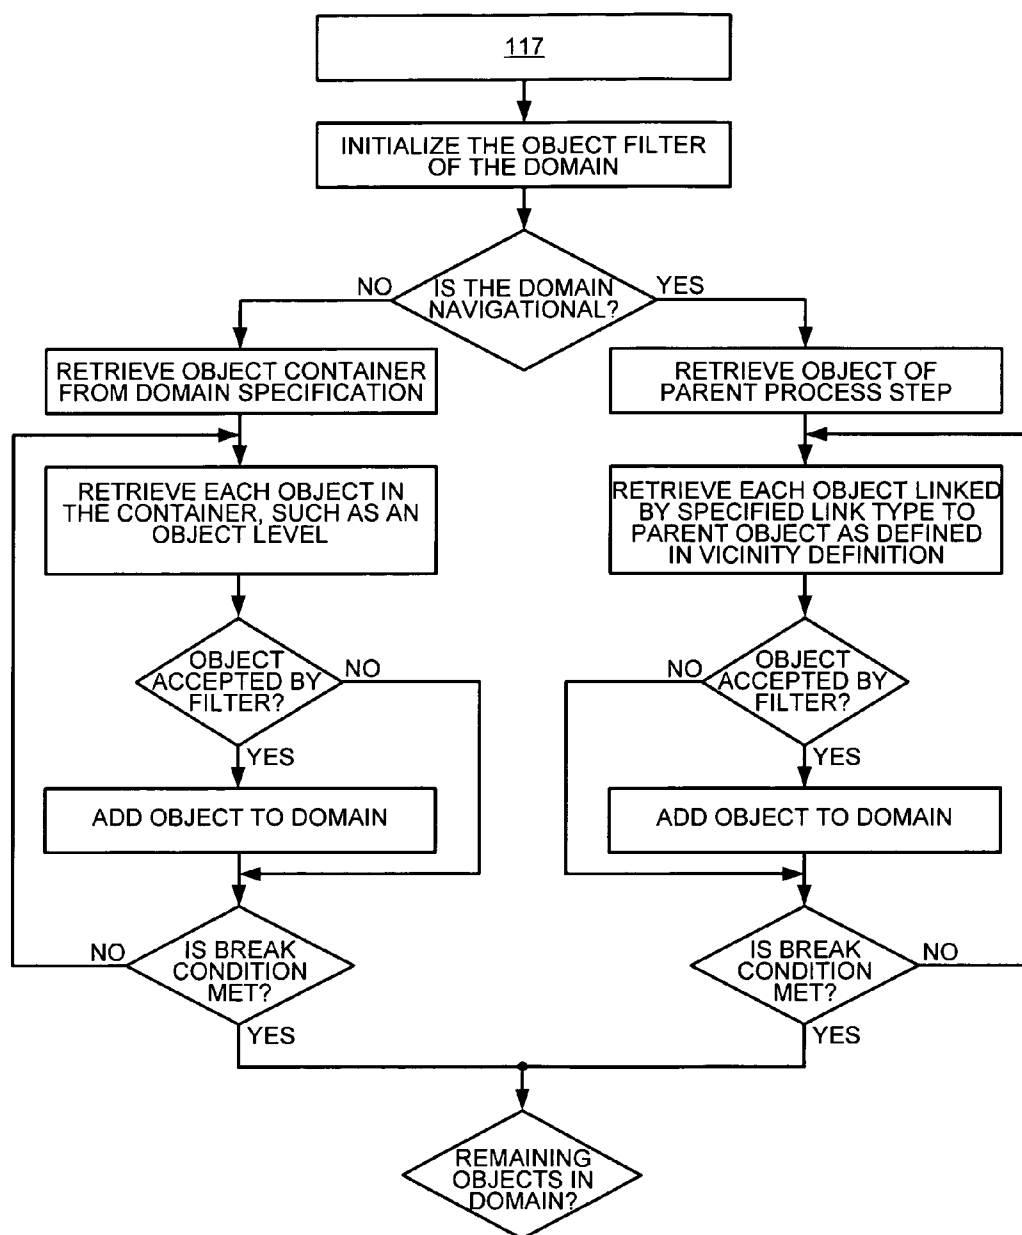 117
INITIALIZE THE OBJECT FILTER
OF THE DOMAIN
IS THE DOMAIN
NAVIGATIONAL?
NO
YES
RETRIEVE OBJECT CONTAINER
FROM DOMAIN SPECIFICATION
RETRIEVE OBJECT OF
PARENT PROCESS STEP
RETRIEVE EACH OBJECT IN
THE CONTAINER, SUCH AS AN
OBJECT LEVEL
RETRIEVE EACH OBJECT LINKED
BY SPECIFIED LINK TYPE TO
PARENT OBJECT AS DEFINED
IN VICINITY DEFINITION
OBJECT
ACCEPTED BY
FILTER?
NO
YES
OBJECT
ACCEPTED BY
FILTER?
NO
YES
ADD OBJECT TO DOMAIN
ADD OBJECT TO DOMAIN
IS BREAK
CONDITION
MET?
NO
YES
IS BREAK
CONDITION
MET?
NO
YES
REMAINING
OBJECTS IN
DOMAIN?